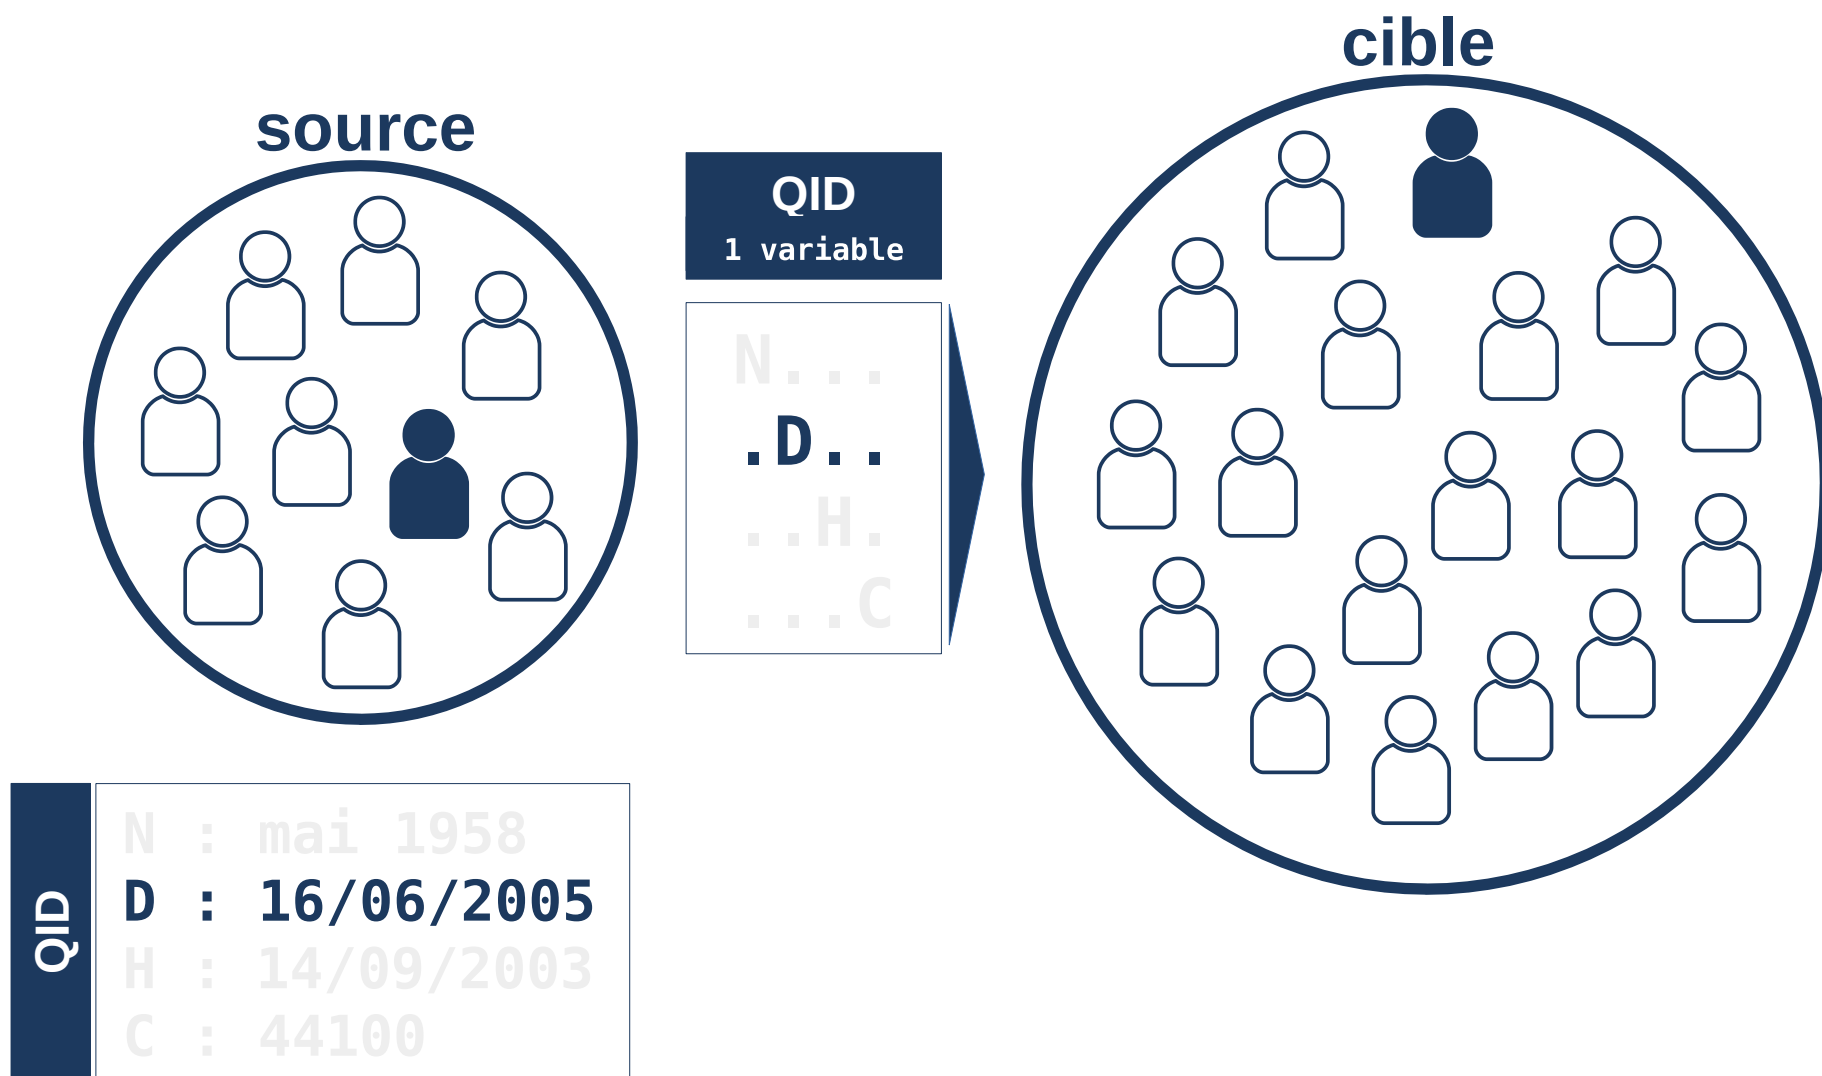 cible
source
QID
1 variable
N...
.D..
..H.
...C
QID
N : mai 1958
D : 16/06/2005
H : 14/09/2003
C : 44100